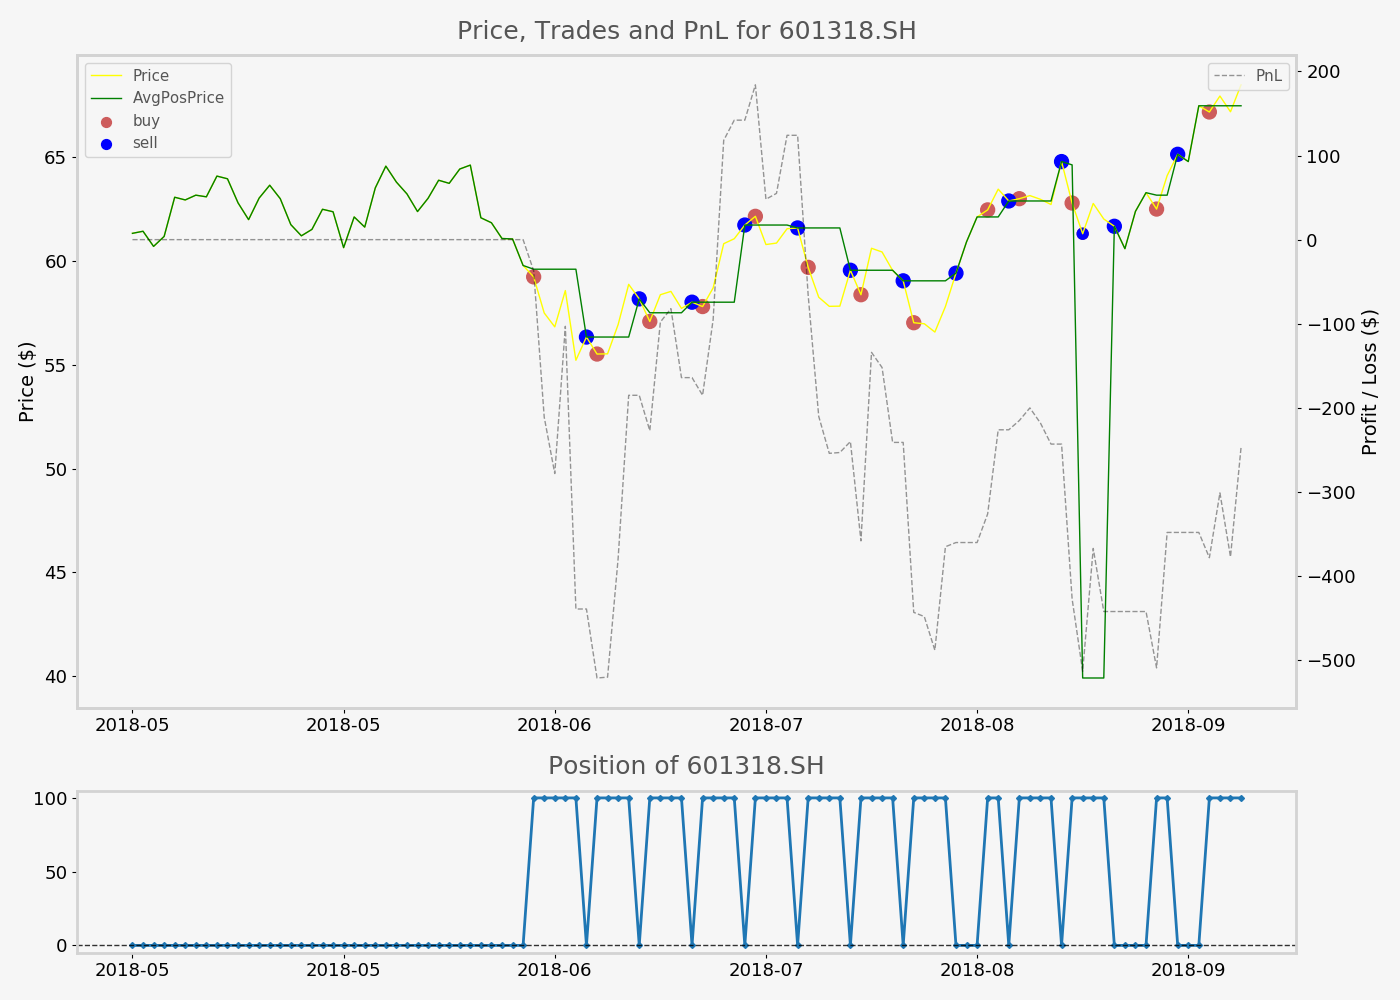 Price, Trades and PnL for 601318.SH
Price
AvgPosPrice
buy
sell
PnL
65
60
55
50
45
40
Price ($)
200
100
0
−100
−200
−300
−400
−500
Profit / Loss ($)
2018-05 2018-05 2018-06 2018-07 2018-08 2018-09
Position of 601318.SH
100
50
0
2018-05 2018-05 2018-06 2018-07 2018-08 2018-09